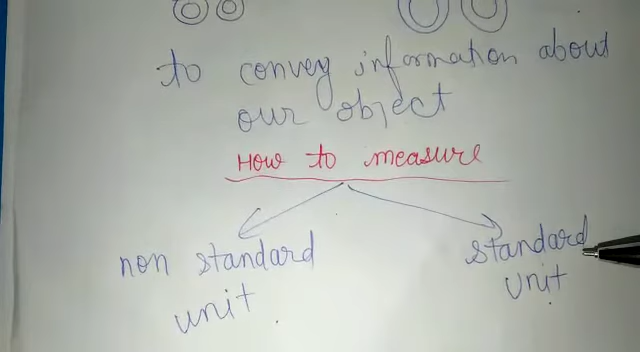 to convey information about
our object
How to measure
non standard
unit
standard
unit